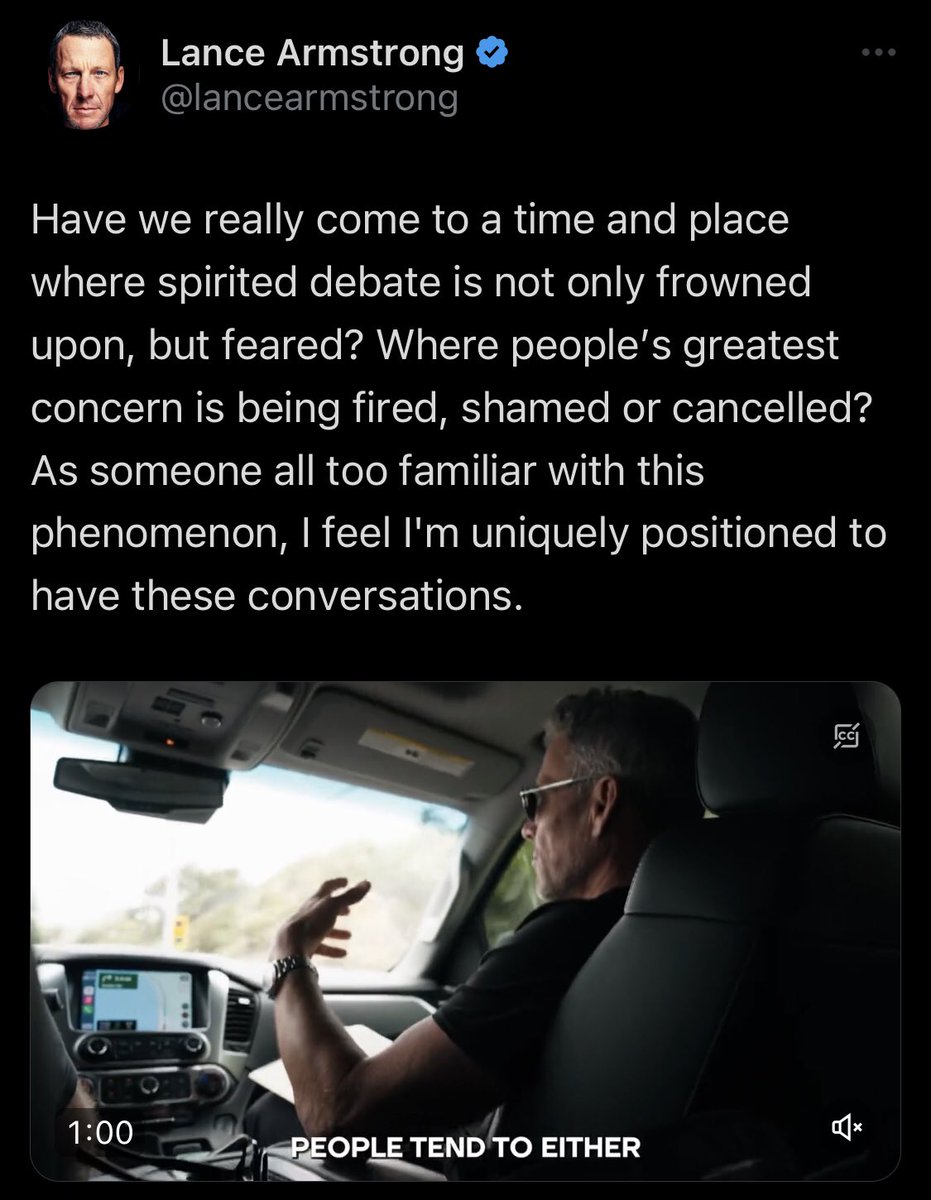 Lance Armstrong
@lancearmstrong
Have we really come to a time and place
where spirited debate is not only frowned
upon, but feared? Where people’s greatest
concern is being fired, shamed or cancelled?
As someone all too familiar with this
phenomenon, I feel I'm uniquely positioned to
have these conversations.
CC
1:00
PEOPLE TEND TO EITHER